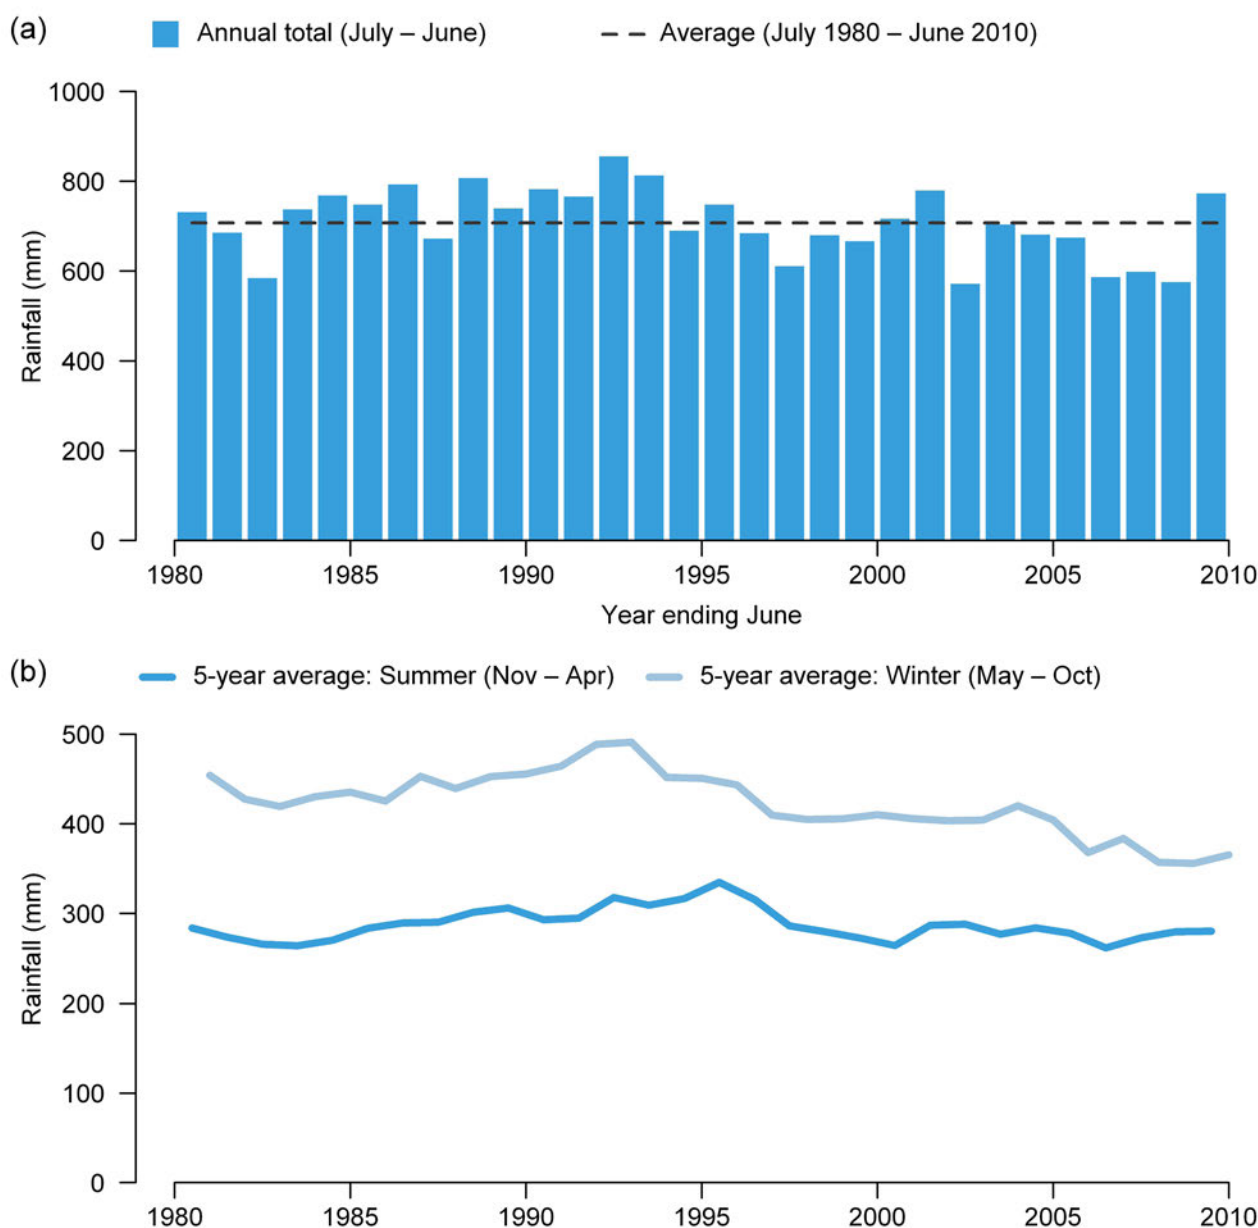 (a) Annual total (July – June) Average (July 1980 – June 2010)
1000
800
600
400
200
0
Rainfall (mm)
1980 1985 1990 1995 2000 2005 2010
Year ending June
(b) 5-year average: Summer (Nov – Apr) 5-year average: Winter (May – Oct)
500
400
300
200
100
0
Rainfall (mm)
1980 1985 1990 1995 2000 2005 2010